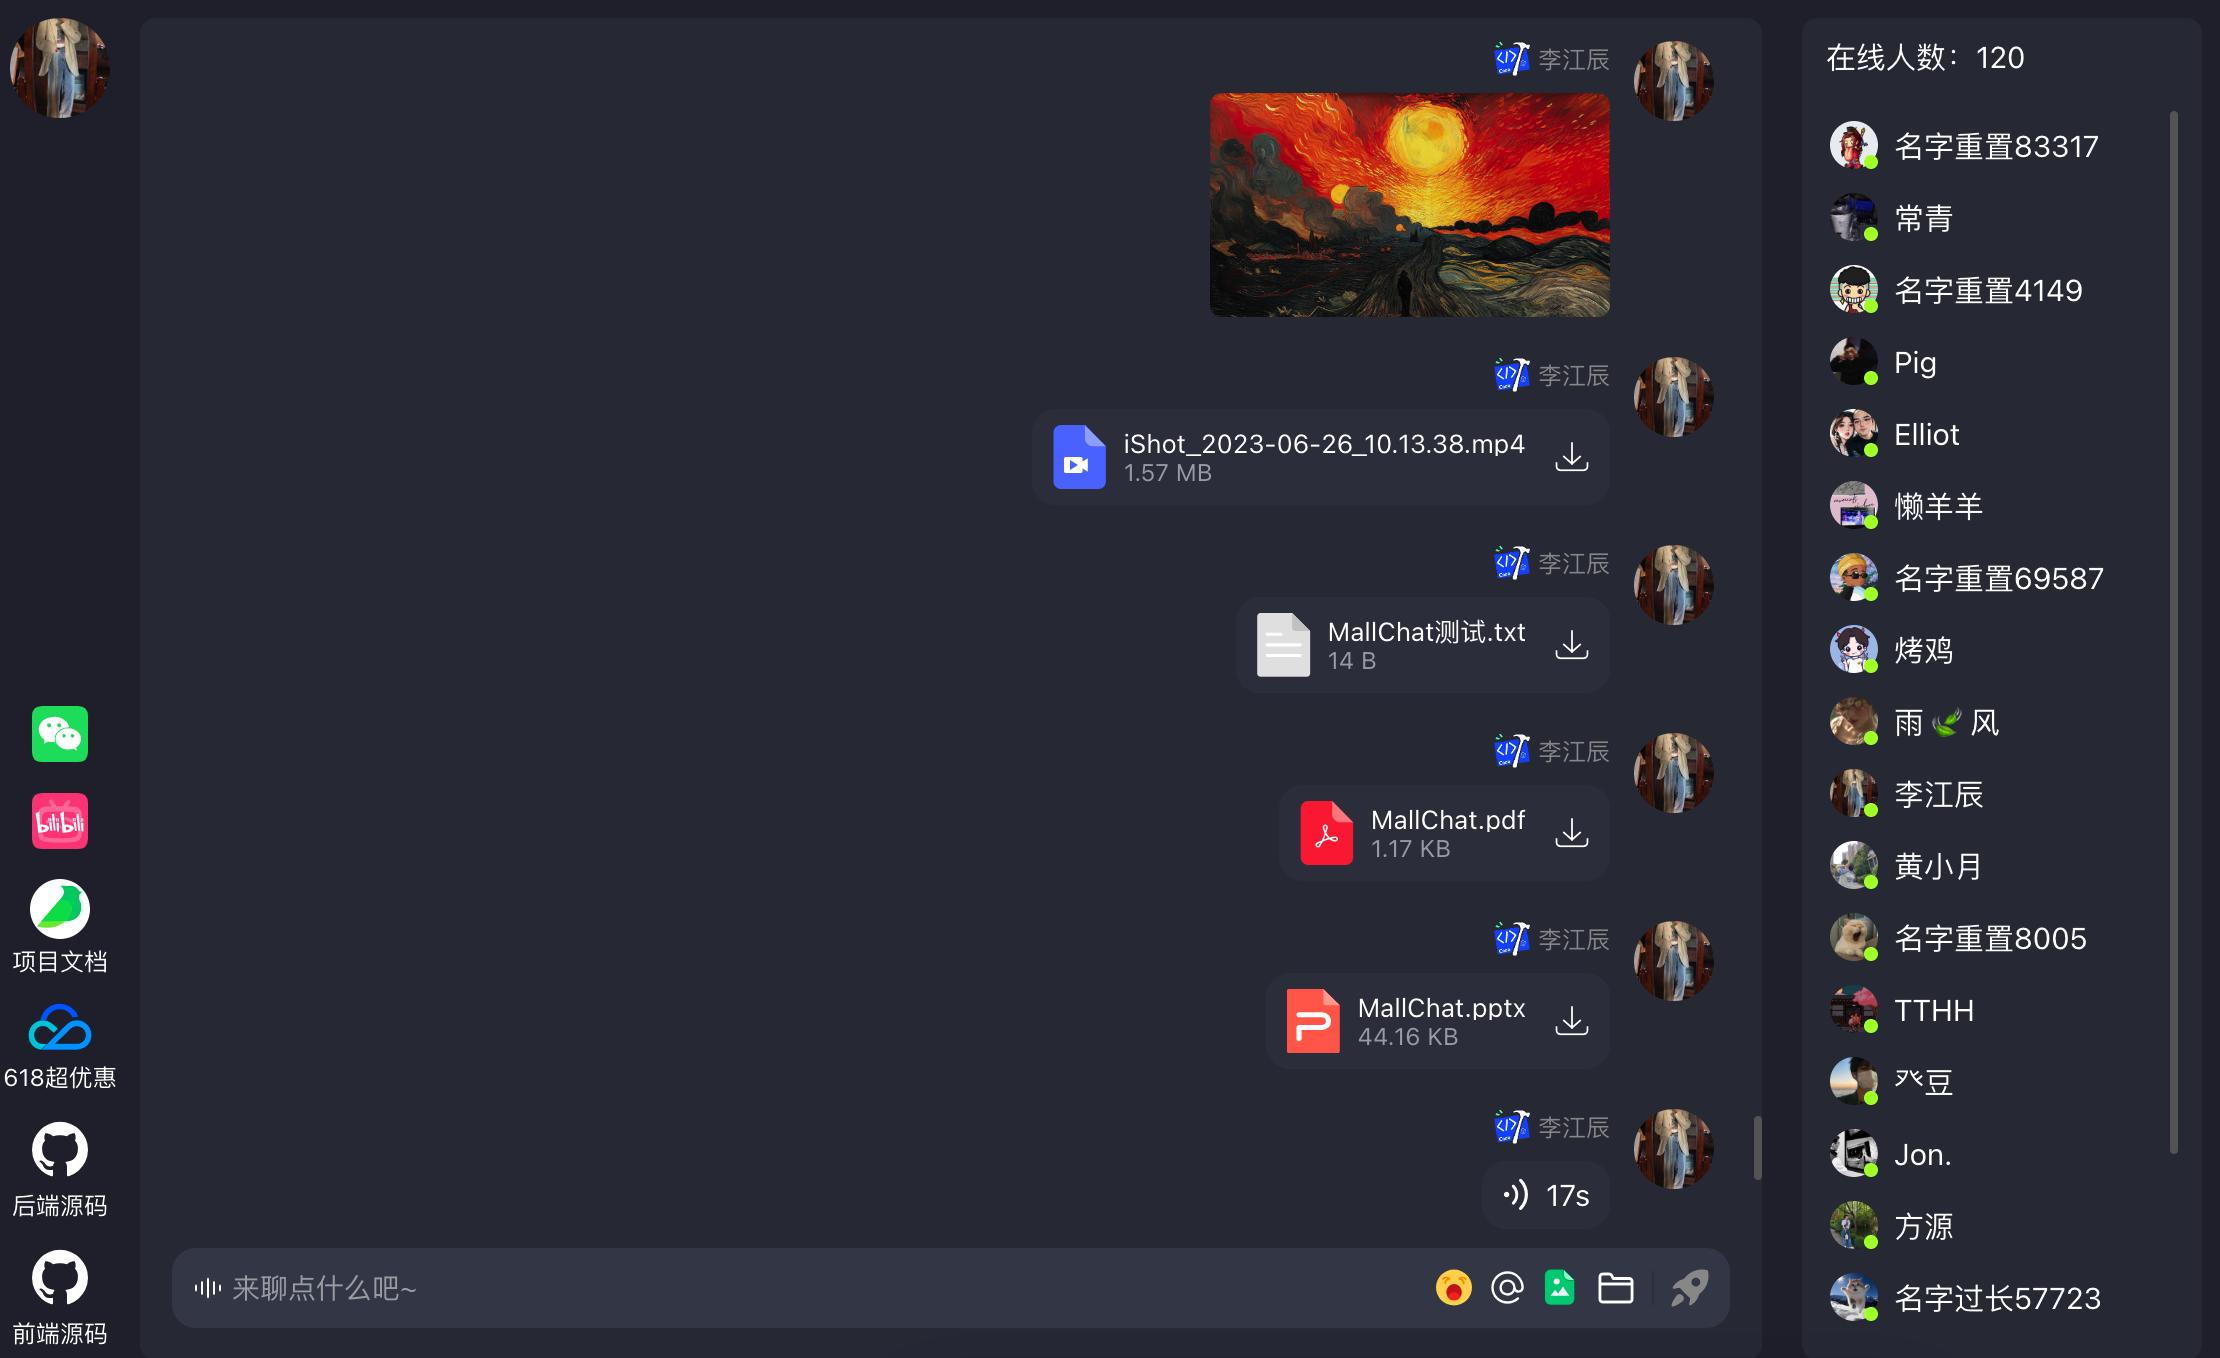 bilibili
项目文档
618超优惠
后端源码
前端源码
李江辰
李江辰
iShot_2023-06-26_10.13.38.mp4
1.57 MB
李江辰
MallChat测试.txt
14 B
李江辰
MallChat.pdf
1.17 KB
李江辰
MallChat.pptx
44.16 KB
李江辰
17s
来聊点什么吧~
在线人数：120
名字重置83317
常青
名字重置4149
Pig
Elliot
懒羊羊
名字重置69587
烤鸡
雨🍃风
李江辰
黄小月
名字重置8005
TTHH
癶豆
Jon.
方源
名字过长57723